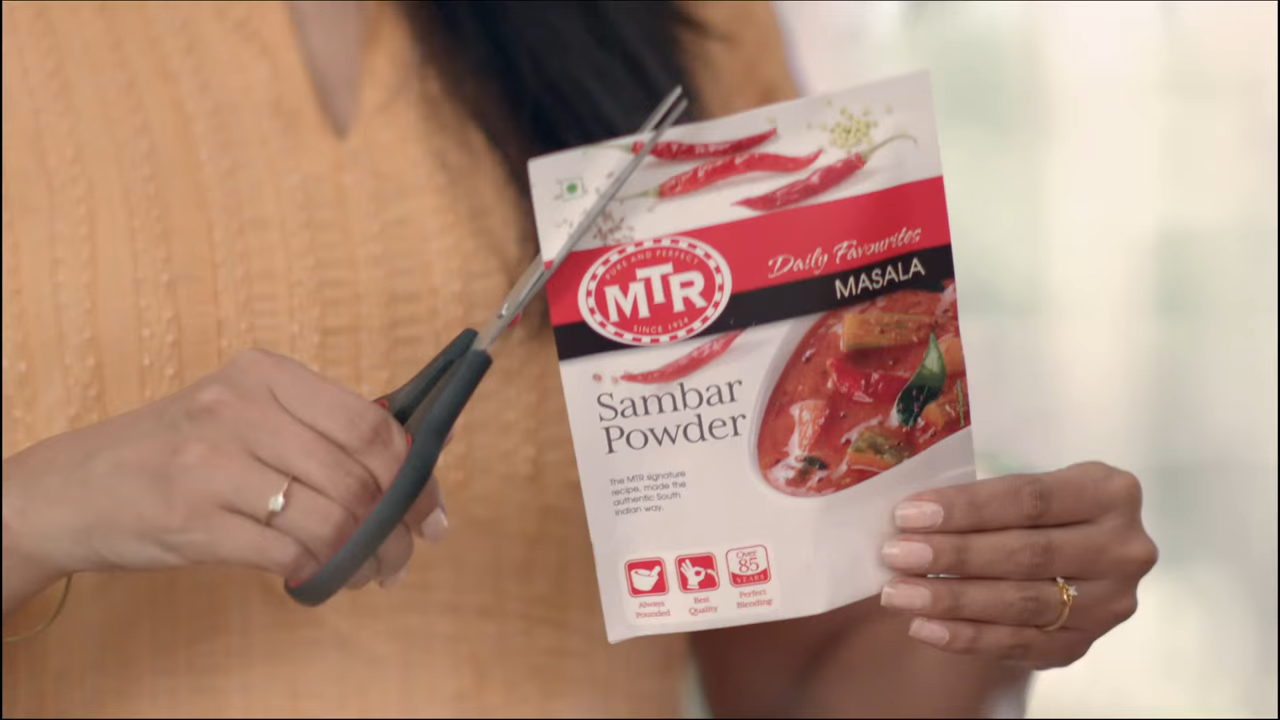 Daily Favourites
MASALA
PURE AND PERFECT
MTR
SINCE 1924
Sambar
Powder
The MTR signature
recipe, made the
authentic South
Indian way.
Always
Pounded
Best
Quality
Over
85
YEARS
Perfect
Blending